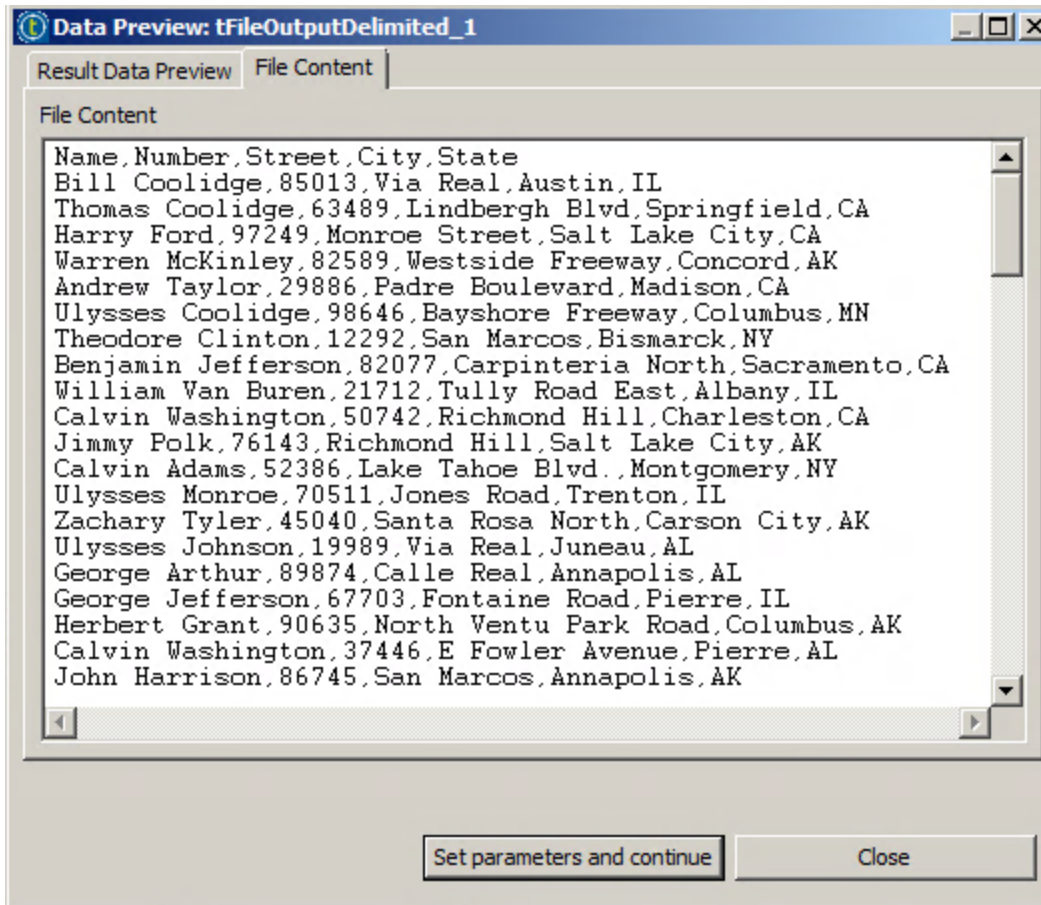 Data Preview: tFileOutputDelimited_1
Result Data Preview File Content
File Content
Name,Number,Street,City,State
Bill Coolidge,85013,Via Real,Austin,IL
Thomas Coolidge,63489,Lindbergh Blvd,Springfield,CA
Harry Ford,97249,Monroe Street,Salt Lake City,CA
Warren McKinley,82589,Westside Freeway,Concord,AK
Andrew Taylor,29886,Padre Boulevard,Madison,CA
Ulysses Coolidge,98646,Bayshore Freeway,Columbus,MN
Theodore Clinton,12292,San Marcos,Bismarck,NY
Benjamin Jefferson,82077,Carpinteria North,Sacramento,CA
William Van Buren,21712,Tully Road East,Albany,IL
Calvin Washington,50742,Richmond Hill,Charleston,CA
Jimmy Polk,76143,Richmond Hill,Salt Lake City,AK
Calvin Adams,52386,Lake Tahoe Blvd.,Montgomery,NY
Ulysses Monroe,70511,Jones Road,Trenton,IL
Zachary Tyler,45040,Santa Rosa North,Carson City,AK
Ulysses Johnson,19989,Via Real,Juneau,AL
George Arthur,89874,Calle Real,Annapolis,AL
George Jefferson,67703,Fontaine Road,Pierre,IL
Herbert Grant,90635,North Ventu Park Road,Columbus,AK
Calvin Washington,37446,E Fowler Avenue,Pierre,AL
John Harrison,86745,San Marcos,Annapolis,AK
Set parameters and continue Close